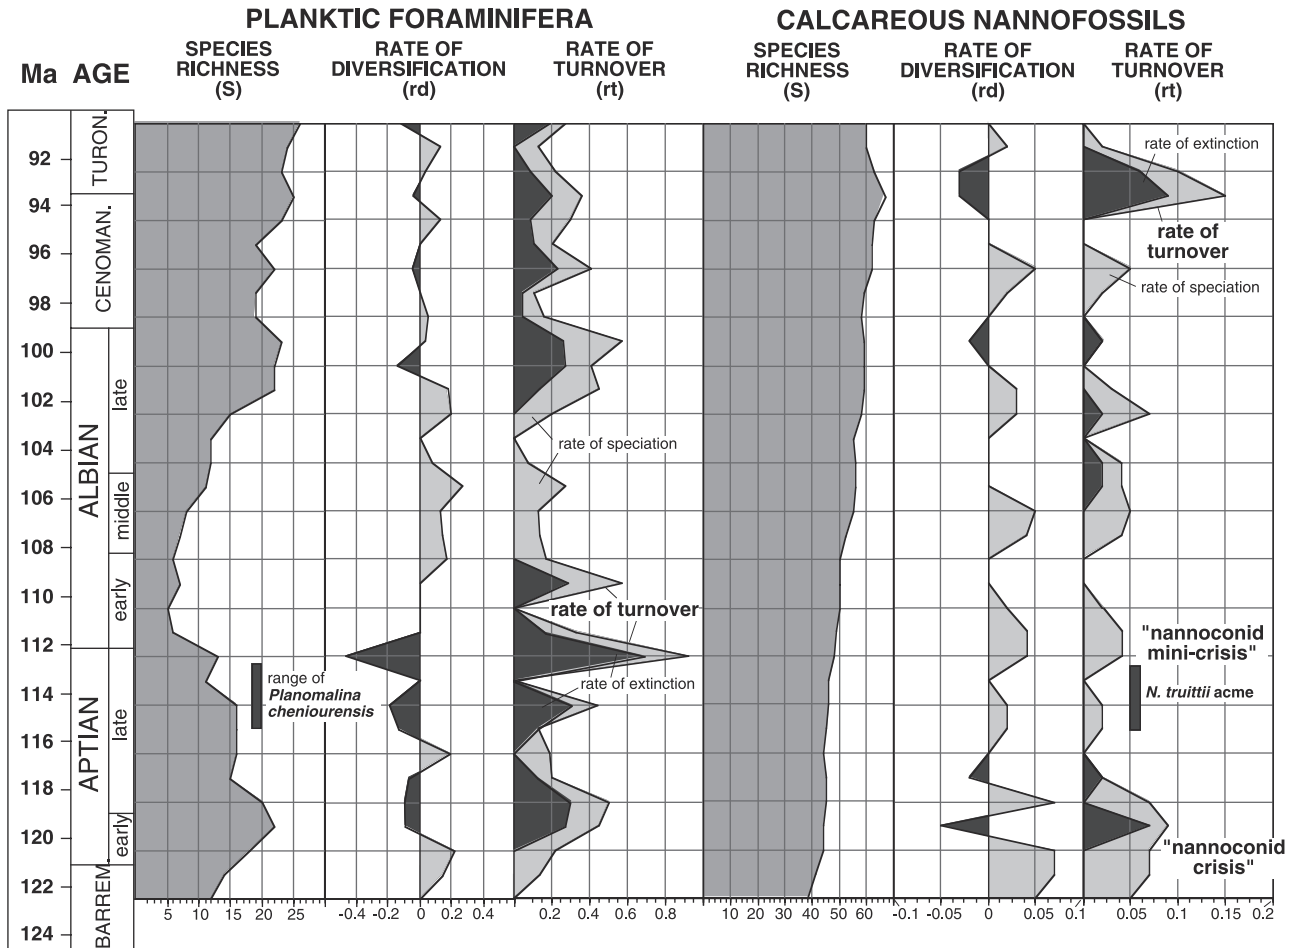 PLANKTIC FORAMINIFERA
CALCAREOUS NANNOFOSSILS
Ma AGE
SPECIES
RICHNESS
(S)
RATE OF
DIVERSIFICATION
(rd)
RATE OF
TURNOVER
(rt)
SPECIES
RICHNESS
(S)
RATE OF
DIVERSIFICATION
(rd)
RATE OF
TURNOVER
(rt)
92
94
96
98
100
102
104
106
108
110
112
114
116
118
120
122
124
TURON.
CENOMAN.
ALBIAN
late
middle
early
APTIAN
late
early
BARREM.
range of
Planomalina
cheniourensis
rate of speciation
rate of turnover
rate of extinction
rate of extinction
rate of
turnover
rate of speciation
"nannoconid
mini-crisis"
N. truittii acme
"nannoconid
crisis"
5 10 15 20 25
-0.4 -0.2 0 0.2 0.4
0.2 0.4 0.6 0.8
10 20 30 40 50 60
-0.1 -0.05 0 0.05 0.1
0.05 0.1 0.15 0.2